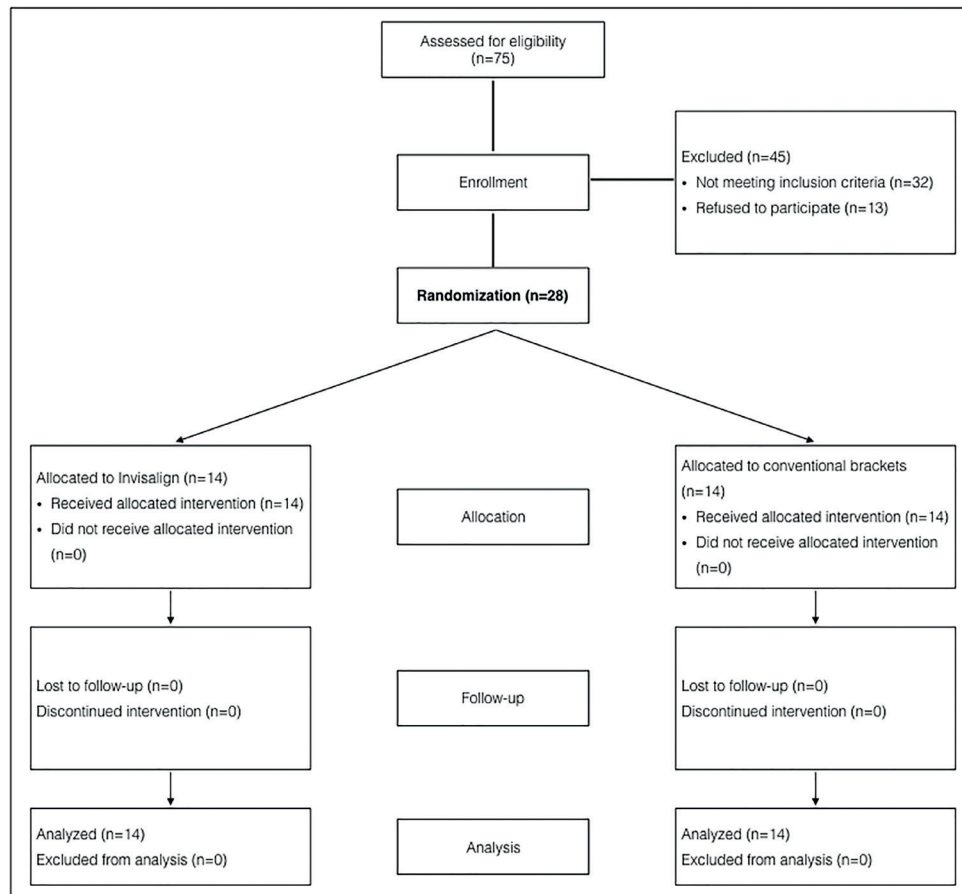 Assessed for eligibility
(n=75)
Excluded (n=45)
• Not meeting inclusion criteria (n=32)
• Refused to participate (n=13)
Enrollment
Randomization (n=28)
Allocated to Invisalign (n=14)
• Received allocated intervention (n=14)
• Did not receive allocated intervention
(n=0)
Allocation
Allocated to conventional brackets
(n=14)
• Received allocated intervention (n=14)
• Did not receive allocated intervention
(n=0)
Lost to follow-up (n=0)
Discontinued intervention (n=0)
Follow-up
Lost to follow-up (n=0)
Discontinued intervention (n=0)
Analyzed (n=14)
Excluded from analysis (n=0)
Analysis
Analyzed (n=14)
Excluded from analysis (n=0)